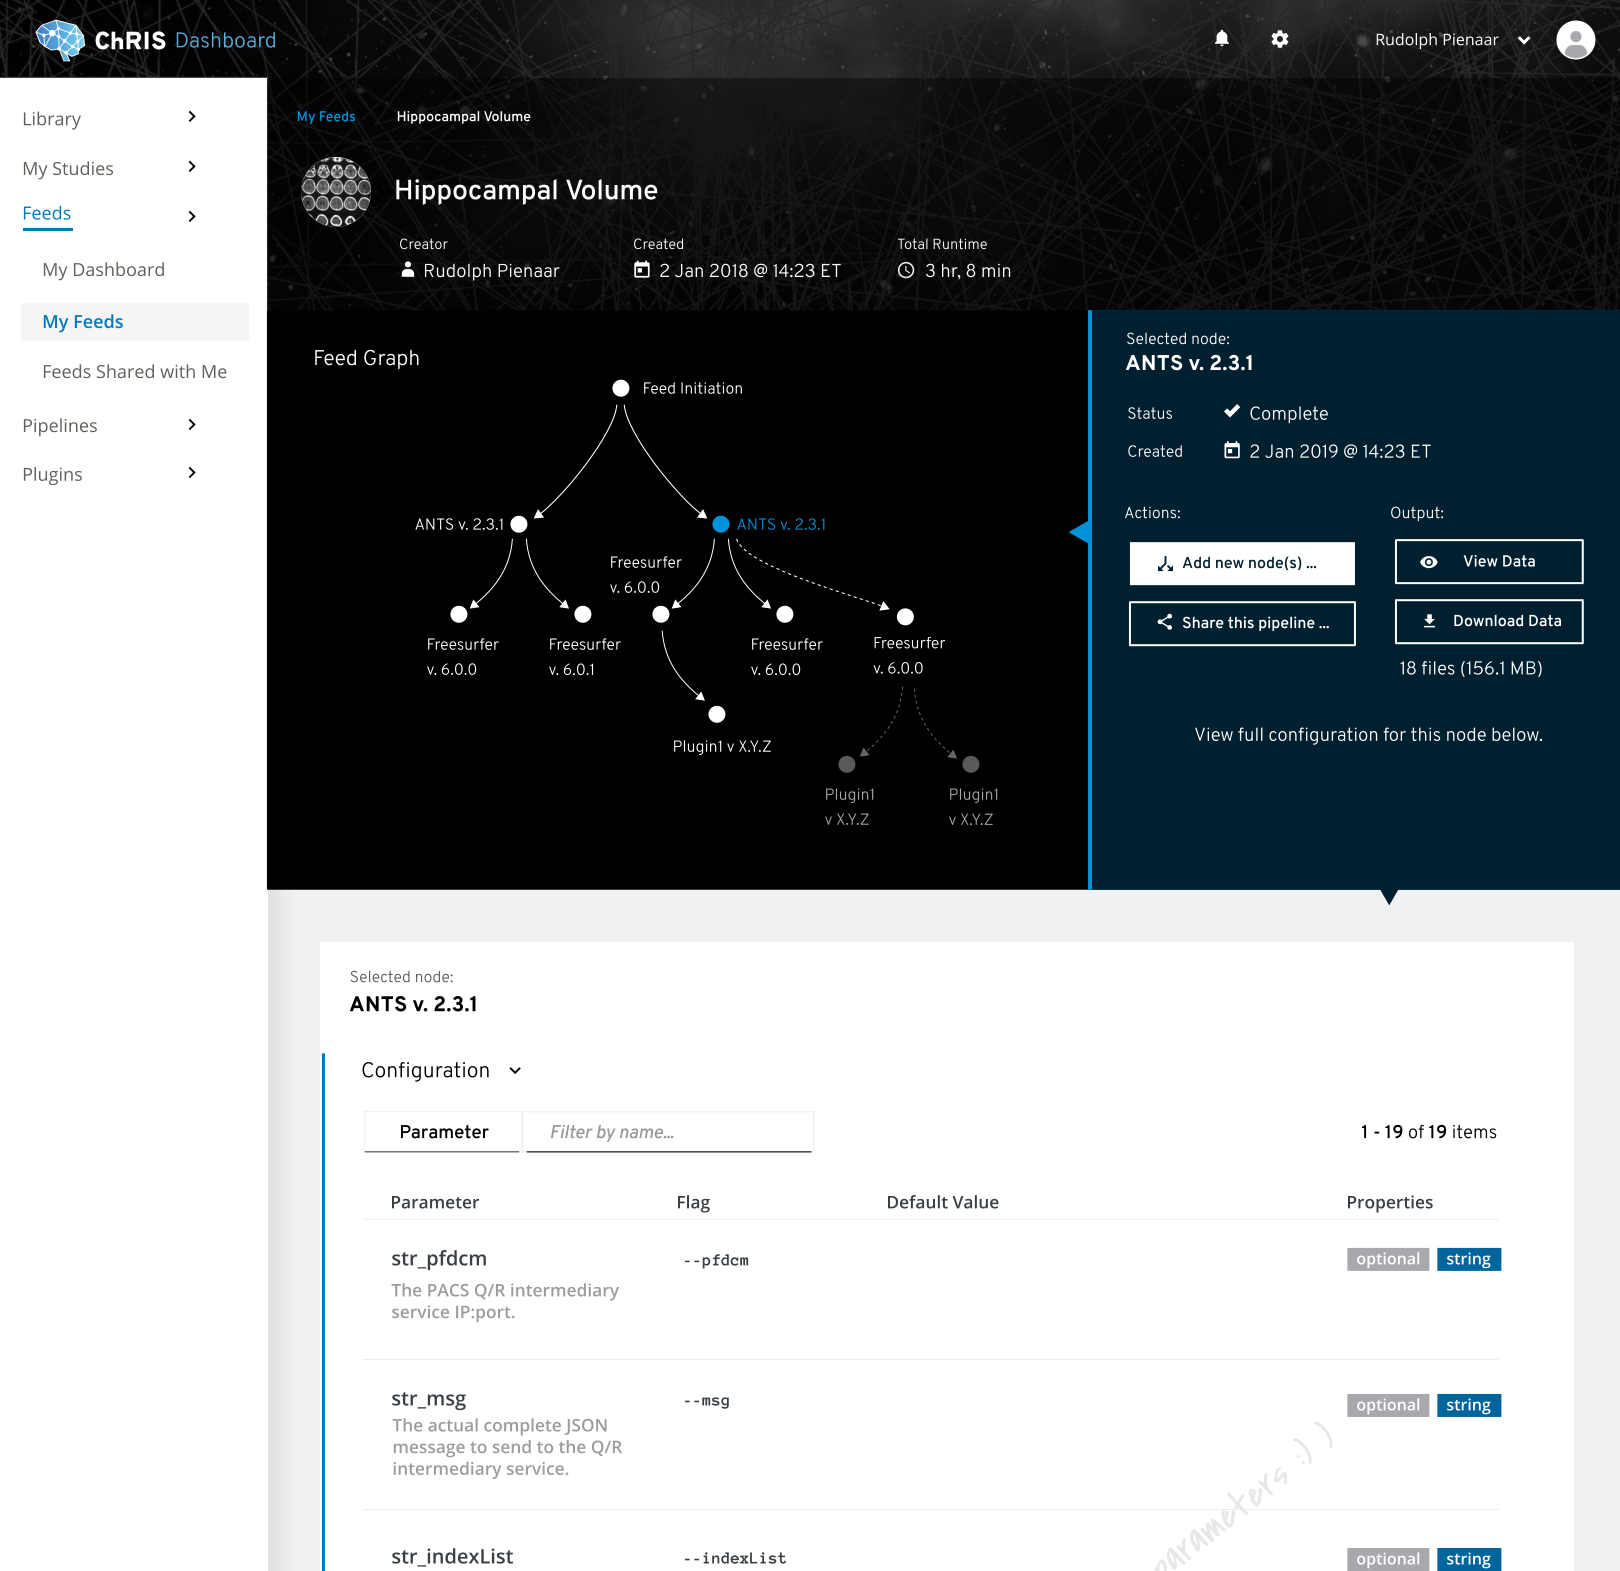 ChRIS Dashboard
Rudolph Pienaar
Library
My Studies
Feeds
My Dashboard
My Feeds
Feeds Shared with Me
Pipelines
Plugins
My Feeds Hippocampal Volume
Hippocampal Volume
Creator Created Total Runtime
Rudolph Pienaar 2 Jan 2018 @ 14:23 ET 3 hr, 8 min
Feed Graph
Feed Initiation
ANTS v. 2.3.1 ANTS v. 2.3.1
Freesurfer
v. 6.0.0
Freesurfer
v. 6.0.0
Freesurfer
v. 6.0.1
Freesurfer
v. 6.0.0
Freesurfer
v. 6.0.0
Plugin1 v X.Y.Z
Plugin1
v X.Y.Z
Plugin1
v X.Y.Z
Selected node:
ANTS v. 2.3.1
Status Complete
Created 2 Jan 2019 @ 14:23 ET
Actions:
Add new node(s) ...
Share this pipeline ...
Output:
View Data
Download Data
18 files (156.1 MB)
View full configuration for this node below.
Selected node:
ANTS v. 2.3.1
Configuration
Parameter Filter by name... 1 - 19 of 19 items
Parameter Flag Default Value Properties
str_pfdcm --pfdcm optional string
The PACS Q/R intermediary
service IP:port.
str_msg --msg optional string
The actual complete JSON
message to send to the Q/R
intermediary service.
str_indexList --indexList optional string
parameters :) )